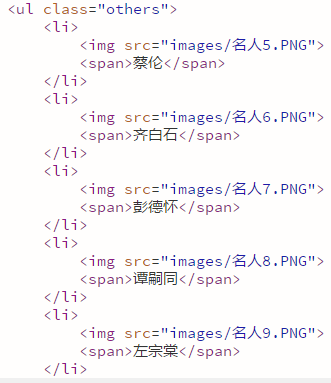 <ul class="others">
<li>
<img src="images/名人5.PNG">
<span>蔡伦</span>
</li>
<li>
<img src="images/名人6.PNG">
<span>齐白石</span>
</li>
<li>
<img src="images/名人7.PNG">
<span>彭德怀</span>
</li>
<li>
<img src="images/名人8.PNG">
<span>谭嗣同</span>
</li>
<li>
<img src="images/名人9.PNG">
<span>左宗棠</span>
</li>